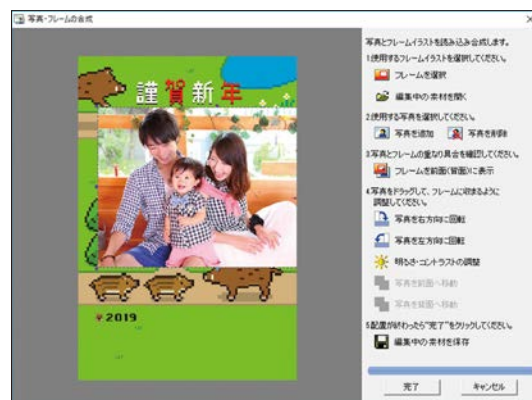 写真・フレームの合成
謹賀新年
2019
写真とフレームイラストを読み込み合成します。
1.使用するフレームイラストを選択してください。
フレームを選択
編集中の素材を開く
2.使用する写真を選択してください。
写真を追加
写真を削除
3.写真とフレームの重なり具合を確認してください。
フレームを前面(背面)に表示
4.写真をドラッグして、フレームに収まるように
調整してください。
写真を右方向に回転
写真を左方向に回転
明るさ・コントラストの調整
写真を前面へ移動
写真を背面へ移動
5.配置が終わったら"完了"をクリックしてください。
編集中の素材を保存
完了
キャンセル